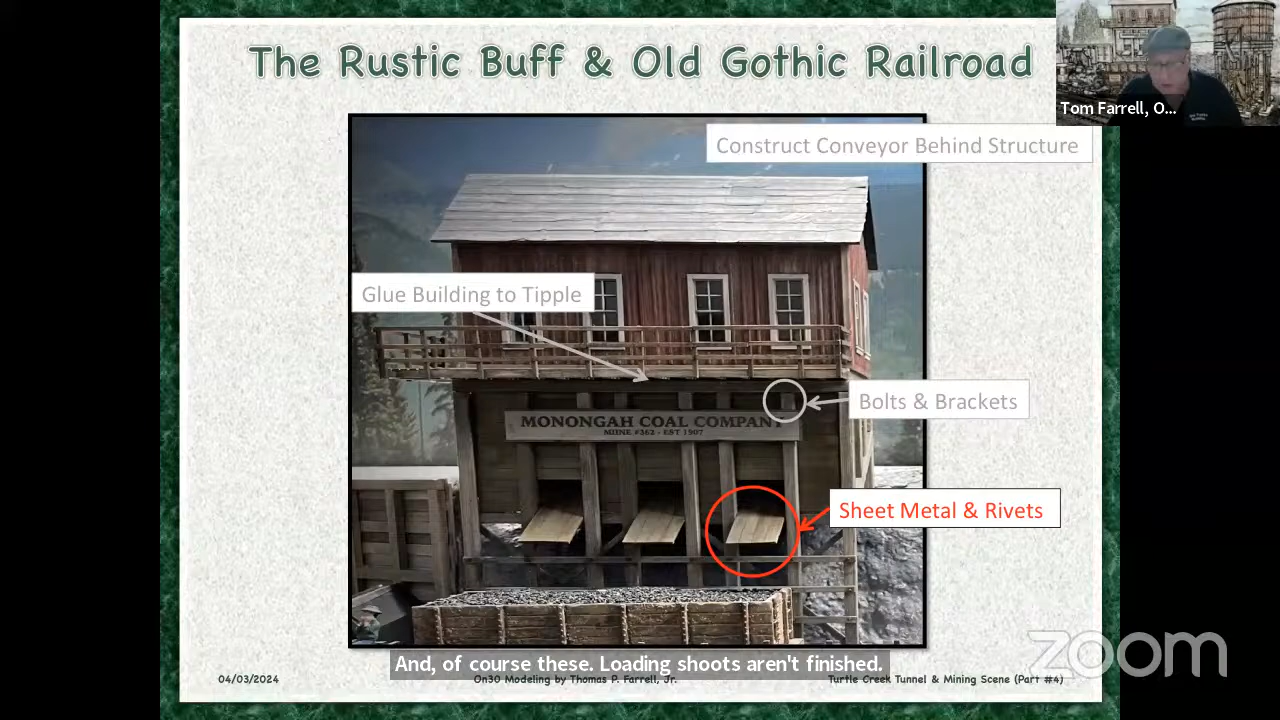 The Rustic Buff & Old Gothic Railroad
Tom Farrell, O...
Construct Conveyor Behind Structure
Glue Building to Tipple
Bolts & Brackets
MONONGAH COAL COMPANY
MINE #362 - EST 1907
Sheet Metal & Rivets
And, of course these. Loading shoots aren't finished.
04/03/2024
On30 Modeling by Thomas P. Farrell, Jr.
Turtle Creek Tunnel & Mining Scene (Part #4)
zoom